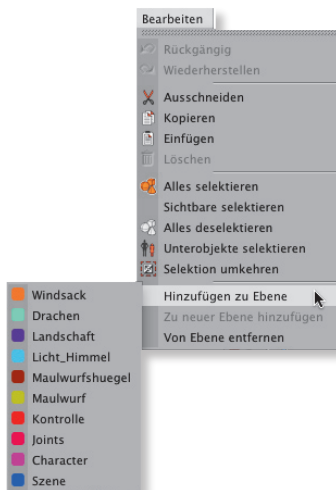 Bearbeiten
Rückgängig
Wiederherstellen
Ausschneiden
Kopieren
Einfügen
Löschen
Alles selektieren
Sichtbare selektieren
Alles deselektieren
Unterobjekte selektieren
Selektion umkehren
Hinzufügen zu Ebene
Zu neuer Ebene hinzufügen
Von Ebene entfernen
Windsack
Drachen
Landschaft
Licht_Himmel
Maulwurfshuegel
Maulwurf
Kontrolle
Joints
Character
Szene